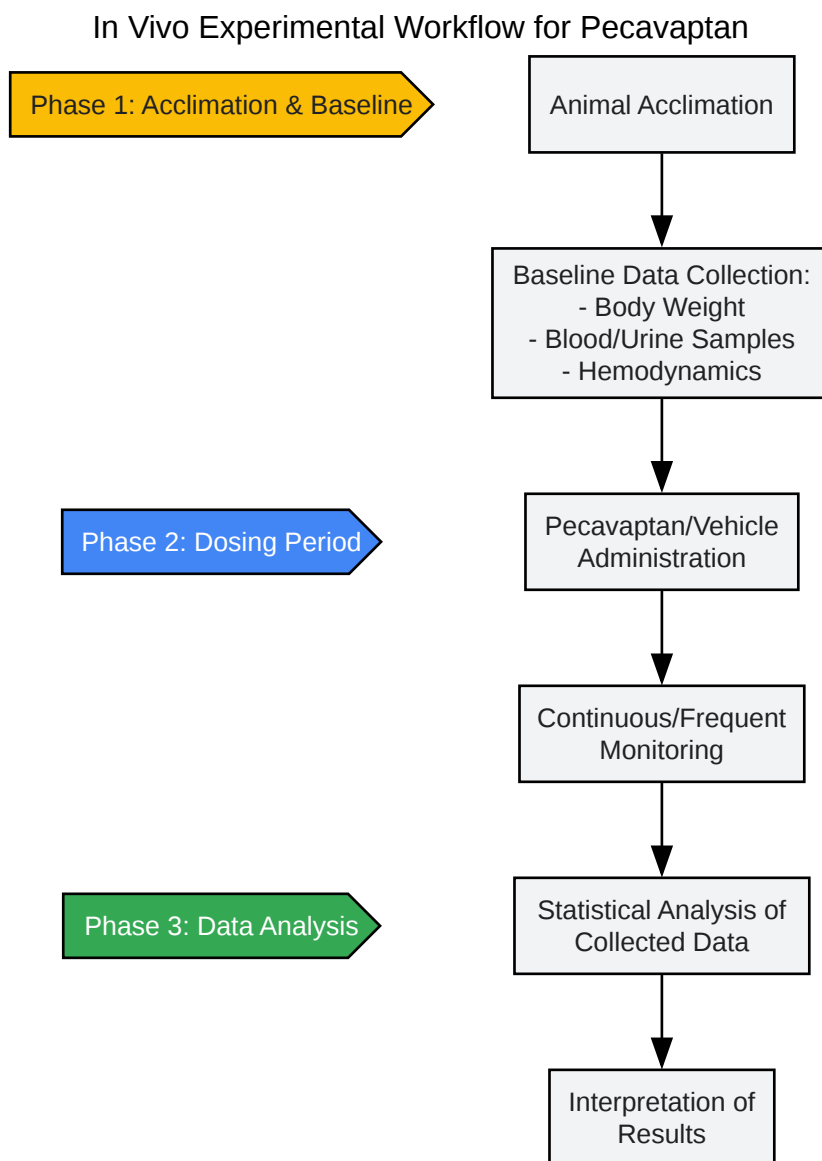 In Vivo Experimental Workflow for Pecavaptan
Phase 1: Acclimation & Baseline
Animal Acclimation
Baseline Data Collection:
- Body Weight
- Blood/Urine Samples
- Hemodynamics
Phase 2: Dosing Period
Pecavaptan/Vehicle
Administration
Continuous/Frequent
Monitoring
Phase 3: Data Analysis
Statistical Analysis of
Collected Data
Interpretation of
Results